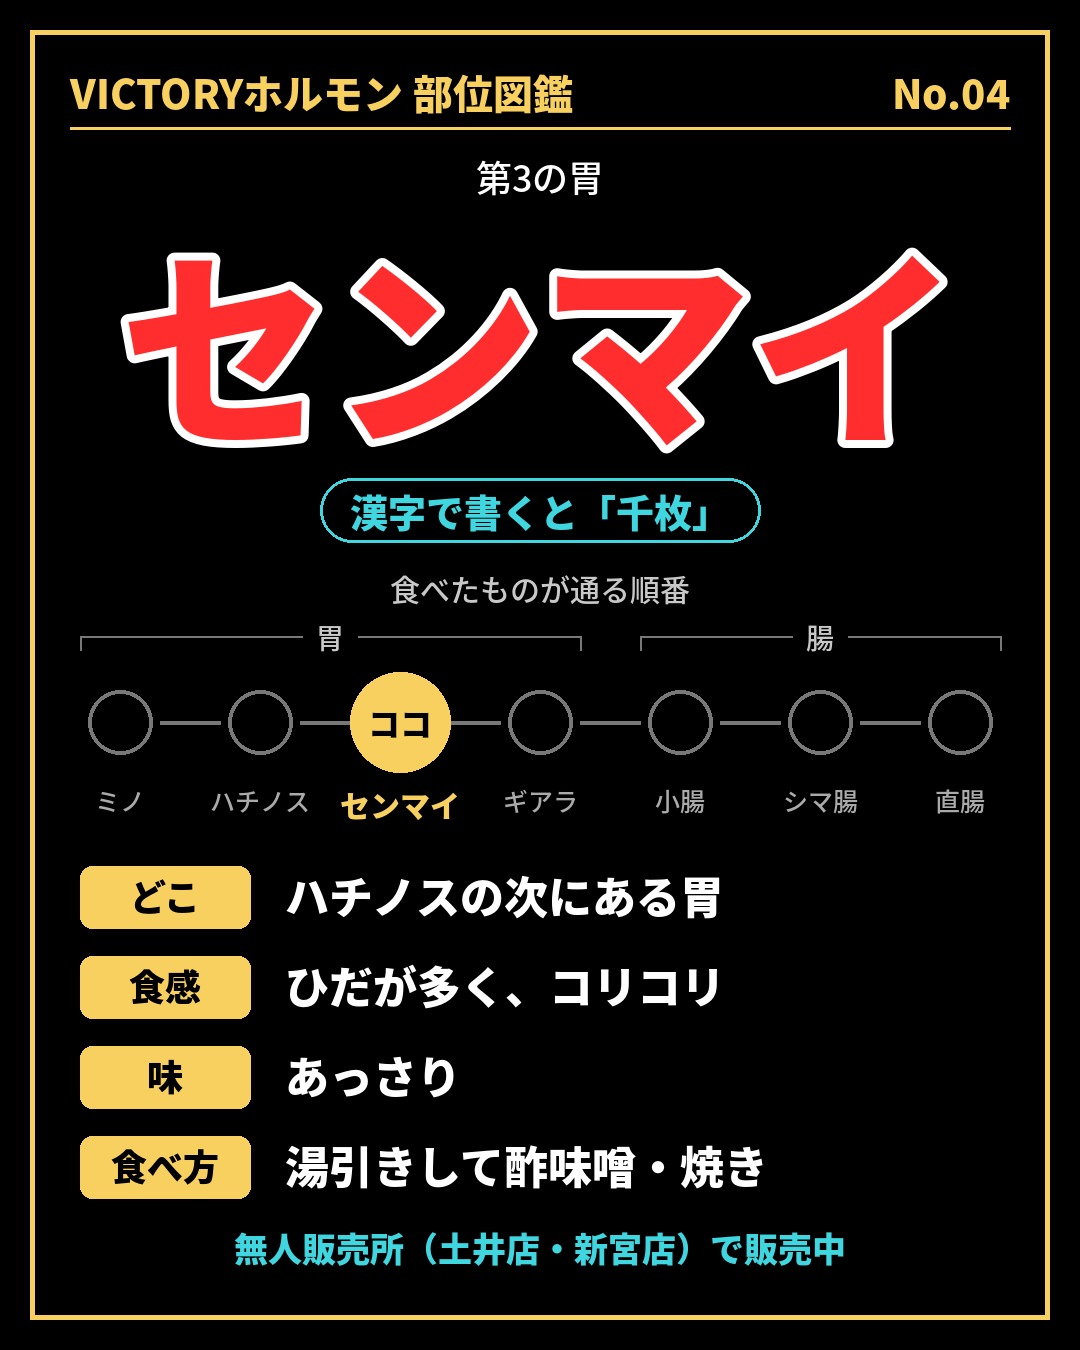 VICTORYホルモン 部位図鑑
No.04
第3の胃
センマイ
漢字で書くと「千枚」
食べたものが通る順番
胃
腸
ココ
ミノ
ハチノス
センマイ
ギアラ
小腸
シマ腸
直腸
どこ
ハチノスの次にある胃
食感
ひだが多く、コリコリ
味
あっさり
食べ方
湯引きして酢味噌・焼き
無人販売所（土井店・新宮店）で販売中